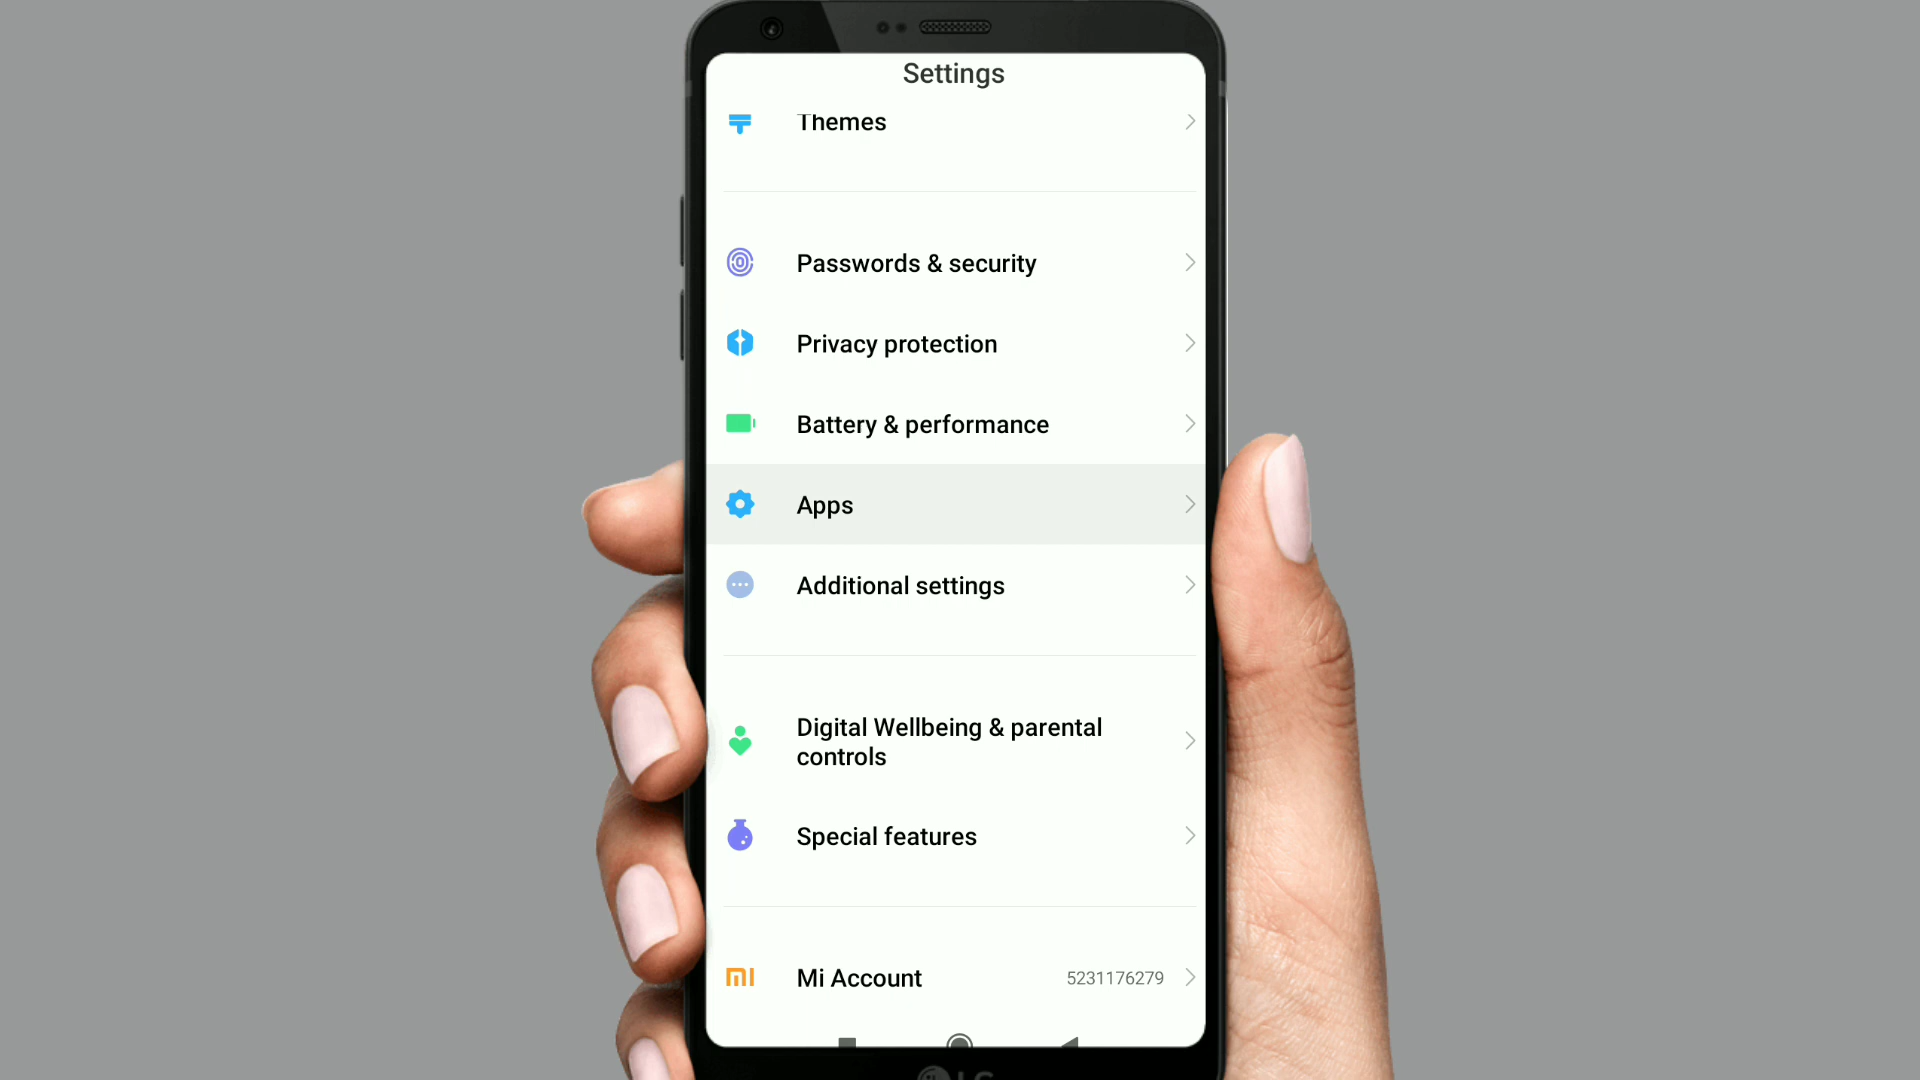 Settings
Themes
Passwords & security
Privacy protection
Battery & performance
Apps
Additional settings
Digital Wellbeing & parental
controls
Special features
Mi Account 5231176279